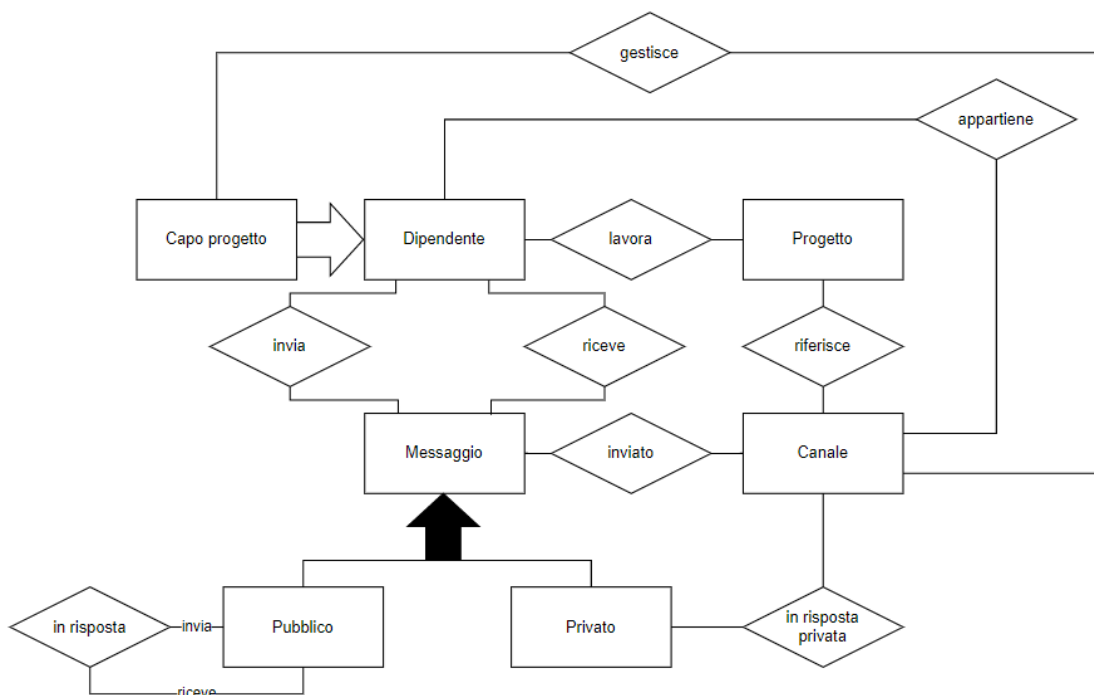 gestisce
appartiene
Capo progetto
Dipendente
lavora
Progetto
invia
riceve
riferisce
Messaggio
inviato
Canale
in risposta
invia
Pubblico
Privato
in risposta
privata
riceve